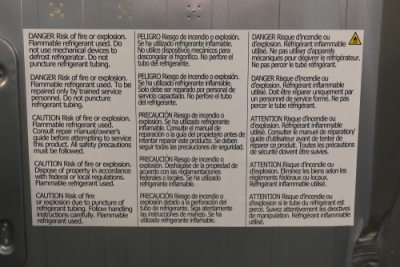 DANGER Risk of fire or explosion.
Flammable refrigerant used. Do
not use mechanical devices to
defrost refrigerator. Do not
puncture refrigerant tubing.
DANGER Risk of fire or explosion.
Flammable refrigerant used. To be
repaired only by trained service
personnel. Do not puncture
refrigerant tubing.
CAUTION Risk of fire or explosion.
Flammable refrigerant used.
Consult repair manual/owner's
guide before attempting to service
this product. All safety precautions
must be followed.
CAUTION Risk of fire or explosion.
Dispose of property in accordance
with federal or local regulations.
Flammable refrigerant used.
CAUTION Risk of fire
or explosion due to puncture of
refrigerant tubing. Follow handling
instructions carefully. Flammable
refrigerant used.
PELIGRO Riesgo de incendio o explosión.
Se ha utilizado refrigerante inflamable.
No utilice dispositivos mecánicos para
descongelar el frigorífico. No perfore el
tubo del refrigerante.
PELIGRO Riesgo de incendio o explosión.
Se ha utilizado refrigerante inflamable.
Solo debe ser reparado por personal de
servicio capacitado. No perfore el tubo
del refrigerante.
PRECAUCIÓN Riesgo de incendio o
explosión. Se ha utilizado refrigerante
inflamable. Consulte el manual de
reparación o la guía del propietario antes de
intentar reparar este producto. Se deben
seguir todas las precauciones de seguridad.
PRECAUCIÓN Riesgo de incendio o
explosión. Deshágase de la propiedad de
acuerdo con las reglamentaciones
federales o locales. Se ha utilizado
refrigerante inflamable.
PRECAUCIÓN Riesgo de incendio o
explosión debido a la perforación del
tubo de refrigerante. Siga atentamente
las instrucciones de manejo. Se ha
utilizado refrigerante inflamable.
DANGER Risque d'incendie ou
d'explosion. Réfrigérant inflammable
utilisé. Ne pas utiliser d'appareils
mécaniques pour dégivrer le réfrigérateur.
Ne pas percer le tube réfrigérant.
DANGER Risque d'incendie ou
d'explosion. Réfrigérant inflammable
utilisé. Doit être réparer uniquement par
un personnel de service formé. Ne pas
percer le tube réfrigérant.
ATTENTION Risque d'incendie ou
d'explosion. Réfrigérant inflammable
utilisé. Consulter le manuel de réparation/
guide d'utilisateur avant de tenter de
réparer ce produit. Toutes les précautions
de sécurité doivent être suivies.
ATTENTION Risque d'incendie ou
d'explosion. Eliminez les biens selon les
règlements fédéraux ou locaux.
Réfrigérant inflammable utilisé.
ATTENTION Risque d'incendie ou
d'explosion si le tube du réfrigérant est
percé. Suivez attentivement les directives
de manipulation. Réfrigérant inflammable
utilisé.